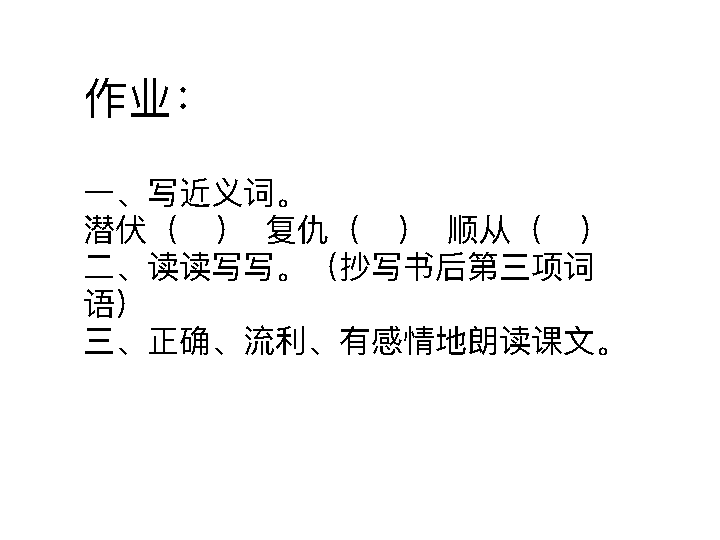 作业：
一、写近义词。
潜伏（　） 复仇（　） 顺从（　）
二、读读写写。（抄写书后第三项词
语）
三、正确、流利、有感情地朗读课文。